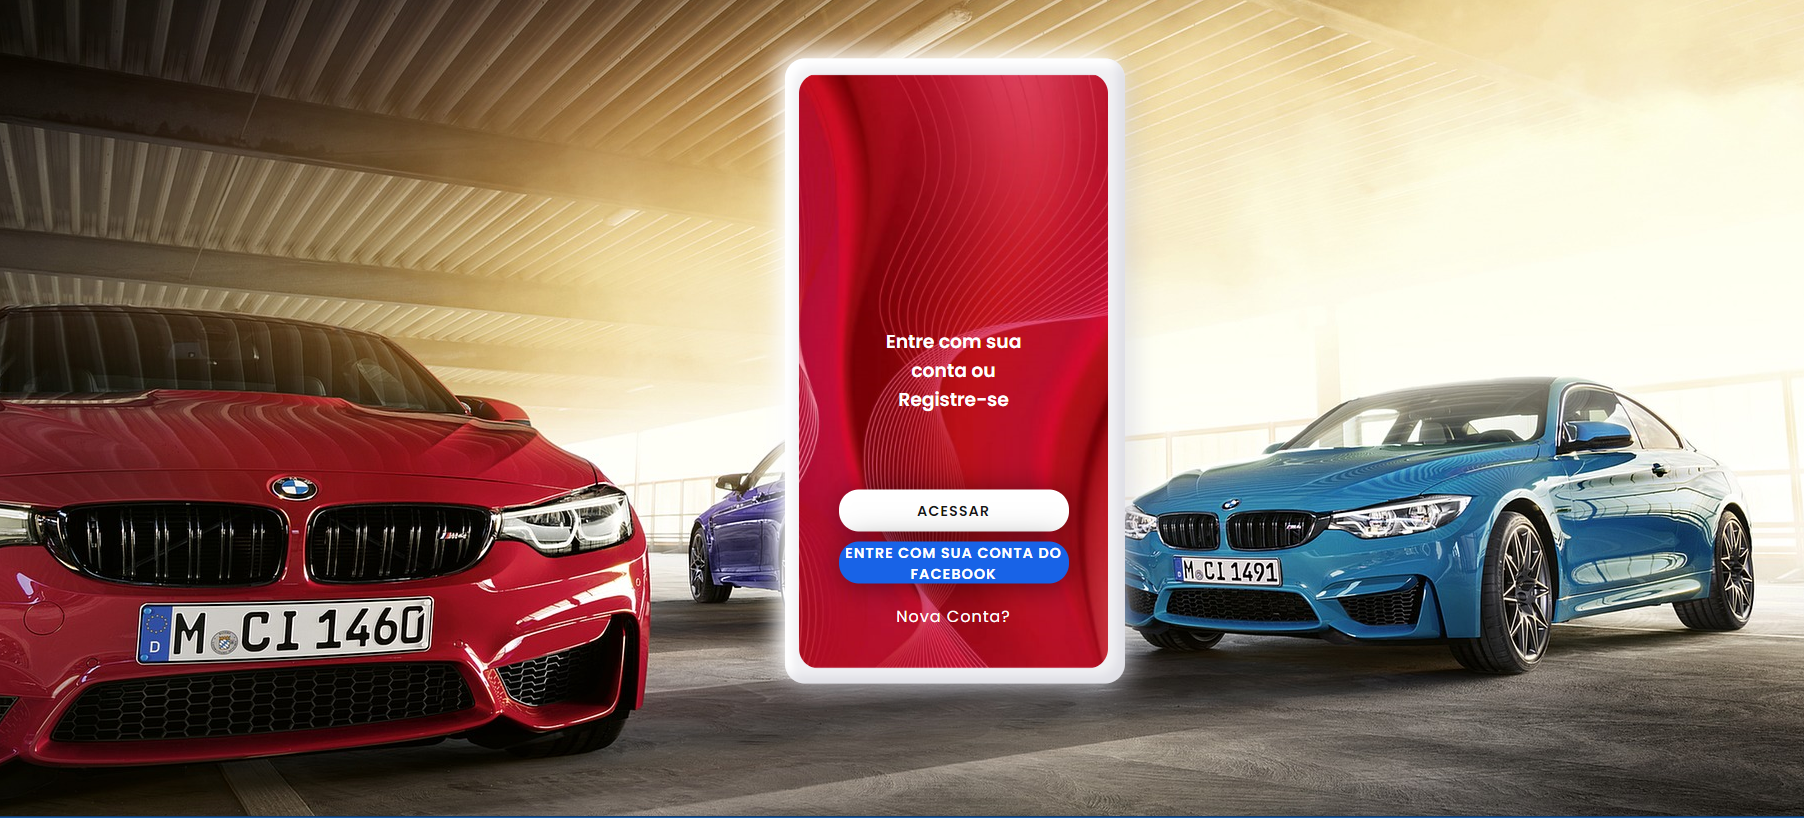 Entre com sua
conta ou
Registre-se
ACESSAR
ENTRE COM SUA CONTA DO
FACEBOOK
Nova Conta?
M CI 1460
D
M CI 1491
M4